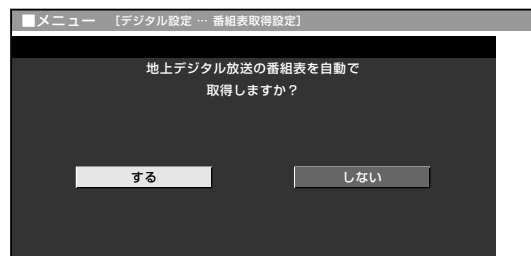 ■メニュー [デジタル設定 … 番組表取得設定]
地上デジタル放送の番組表を自動で
取得しますか？
する しない